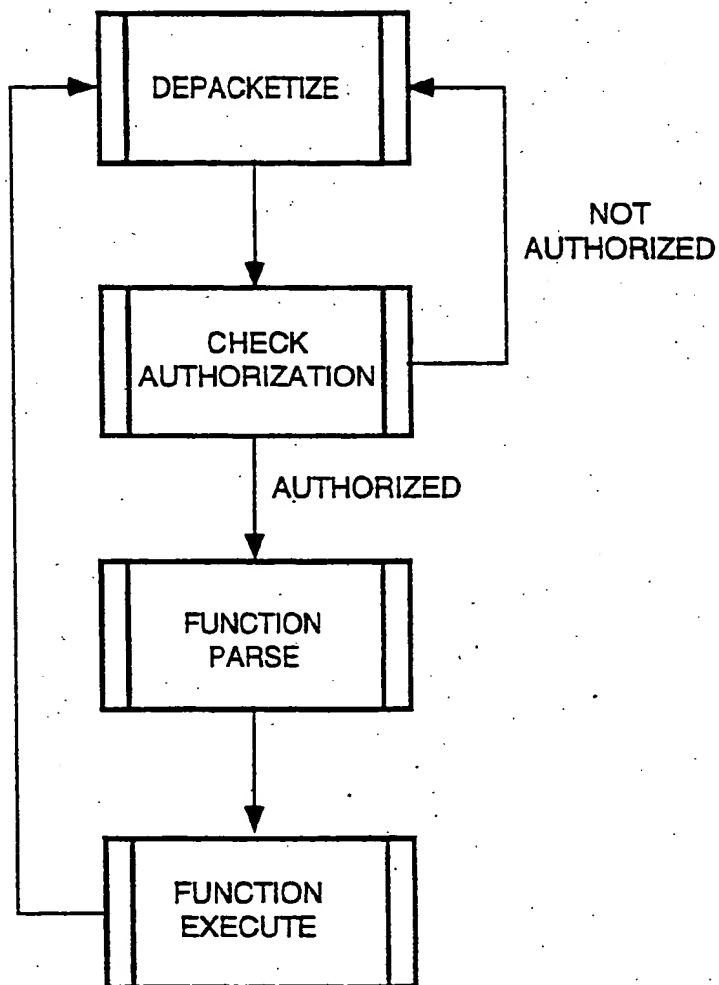 DEPACKETIZE
NOT
AUTHORIZED
CHECK
AUTHORIZATION
AUTHORIZED
FUNCTION
PARSE
FUNCTION
EXECUTE